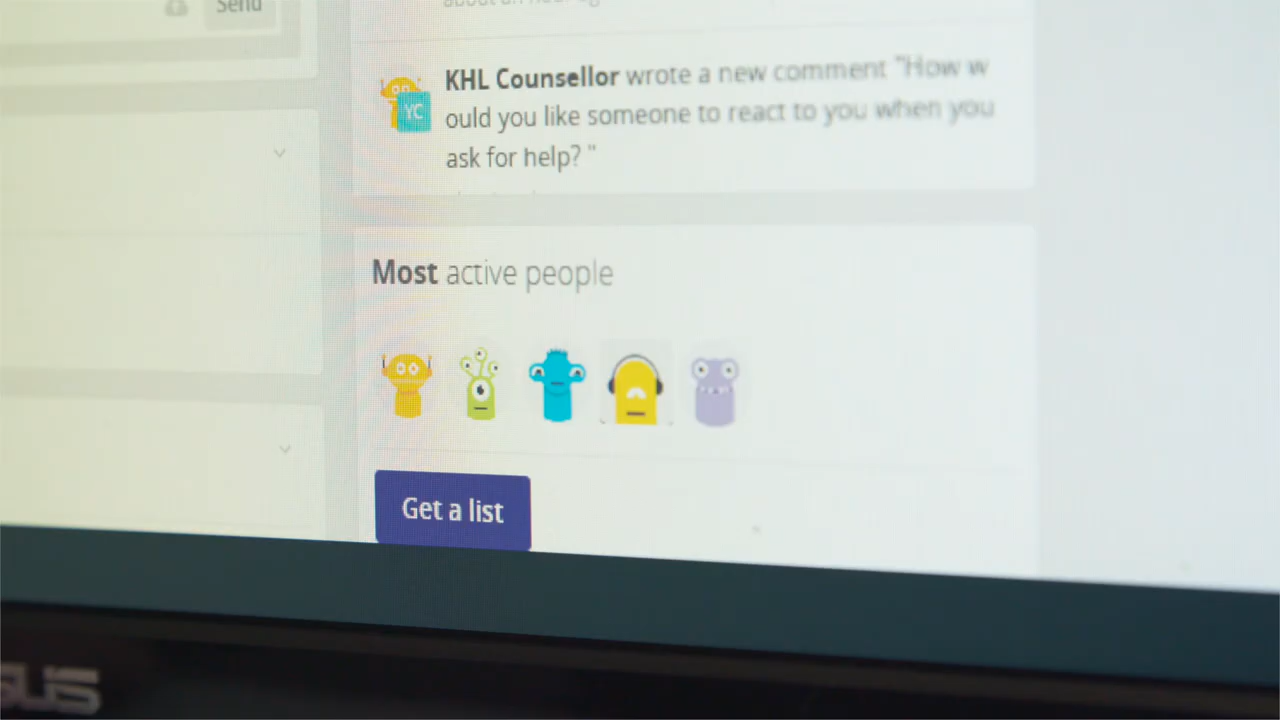 Send
KHL Counsellor wrote a new comment "How w
ould you like someone to react to you when you
ask for help? "
YC
Most active people
Get a list